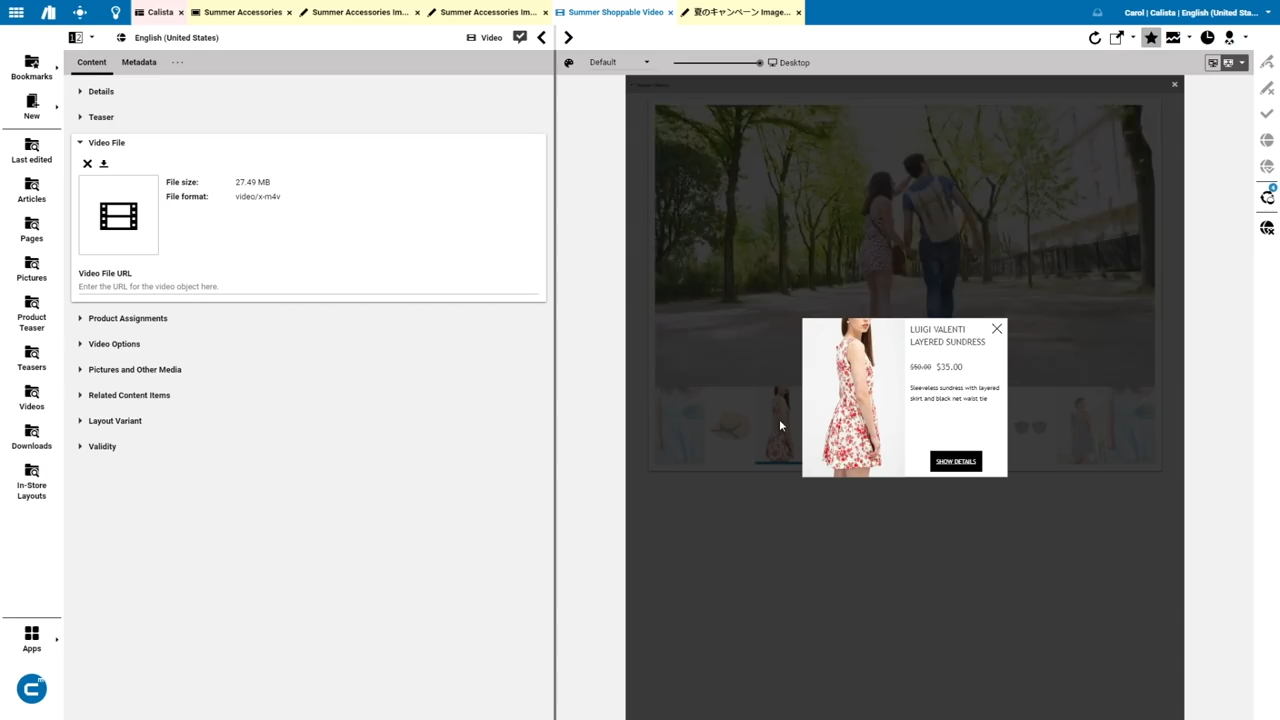 Calista
Summer Accessories
Summer Accessories Im...
Summer Accessories Im...
Summer Shoppable Video
夏のキャンペーン Image...
Carol | Calista | English (United Sta...
English (United States)
Video
Content
Metadata
Default
Desktop
Bookmarks
New
Last edited
Articles
Pages
Pictures
Product
Teaser
Teasers
Videos
Downloads
In-Store
Layouts
Apps
Details
Teaser
Video File
File size: 27.49 MB
File format: video/x-m4v
Video File URL
Enter the URL for the video object here.
Product Assignments
Video Options
Pictures and Other Media
Related Content Items
Layout Variant
Validity
LUIGI VALENTI
LAYERED SUNDRESS
$50.00 $35.00
Sleeveless sundress with layered
skirt and black net waist tie
SHOW DETAILS